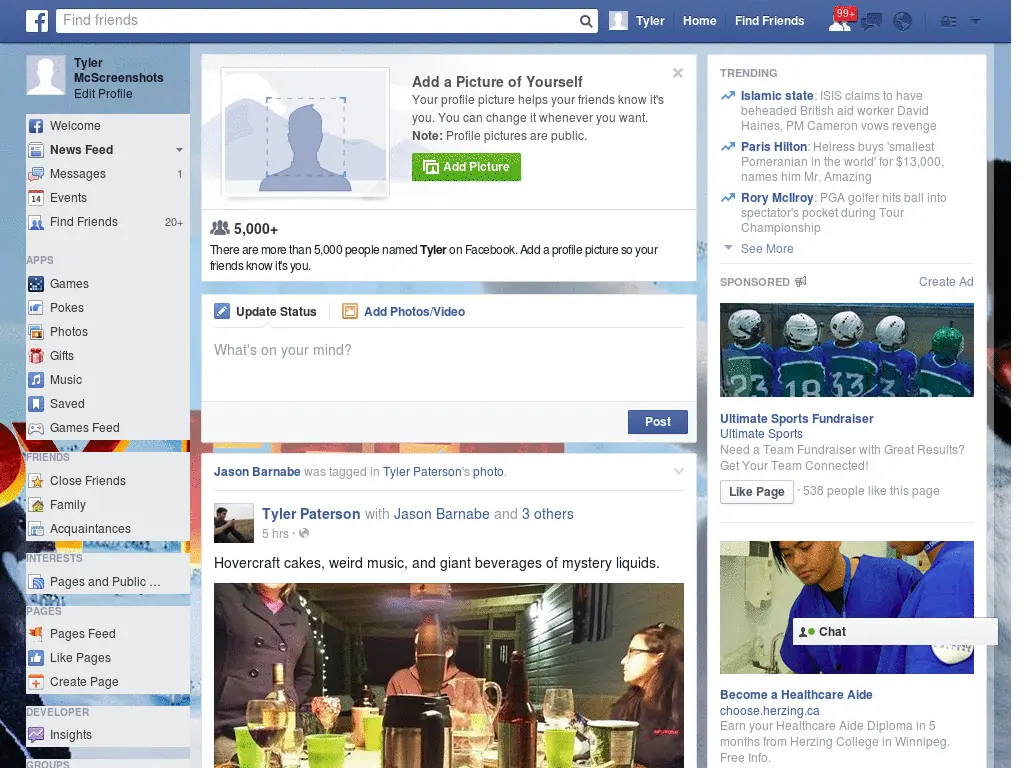 Find friends
Tyler
Home
Find Friends
99+
Tyler
McScreenshots
Edit Profile
Welcome
News Feed
Messages
1
14
Events
Find Friends
20+
APPS
Games
Pokes
Photos
Gifts
Music
Saved
Games Feed
FRIENDS
Close Friends
Family
Acquaintances
INTERESTS
Pages and Public ...
PAGES
Pages Feed
Like Pages
Create Page
DEVELOPER
Insights
GROUPS
Add a Picture of Yourself
Your profile picture helps your friends know it's
you. You can change it whenever you want.
Note: Profile pictures are public.
Add Picture
5,000+
There are more than 5,000 people named Tyler on Facebook. Add a profile picture so your
friends know it's you.
Update Status
Add Photos/Video
What's on your mind?
Post
Jason Barnabe was tagged in Tyler Paterson's photo.
Tyler Paterson with Jason Barnabe and 3 others
5 hrs ·
Hovercraft cakes, weird music, and giant beverages of mystery liquids.
TRENDING
Islamic state: ISIS claims to have
beheaded British aid worker David
Haines, PM Cameron vows revenge
Paris Hilton: Heiress buys 'smallest
Pomeranian in the world' for $13,000,
names him Mr. Amazing
Rory McIlroy: PGA golfer hits ball into
spectator's pocket during Tour
Championship
See More
SPONSORED
Create Ad
23
18
33
Ultimate Sports Fundraiser
Ultimate Sports
Need a Team Fundraiser with Great Results?
Get Your Team Connected!
Like Page
· 538 people like this page
Chat
Become a Healthcare Aide
choose.herzing.ca
Earn your Healthcare Aide Diploma in 5
months from Herzing College in Winnipeg.
Free Info.